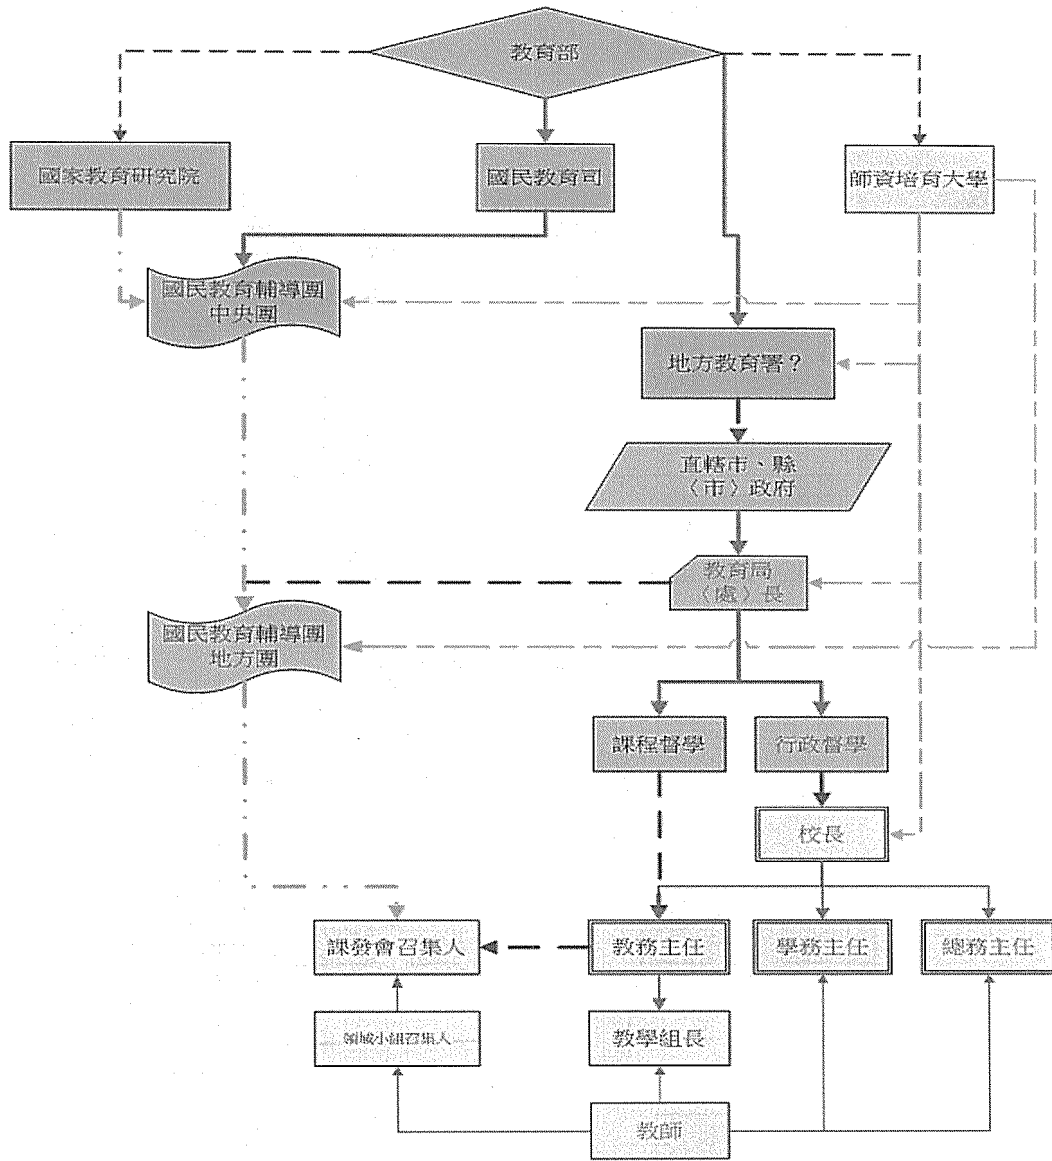 教育部
國家教育研究院
國民教育司
師資培育大學
國民教育輔導團
中央團
地方教育署？
直轄市、縣
（市）政府
教育局
（處）長
國民教育輔導團
地方團
課程督學
行政督學
校長
課發會召集人
教務主任
學務主任
總務主任
領域小組召集人
教學組長
教師